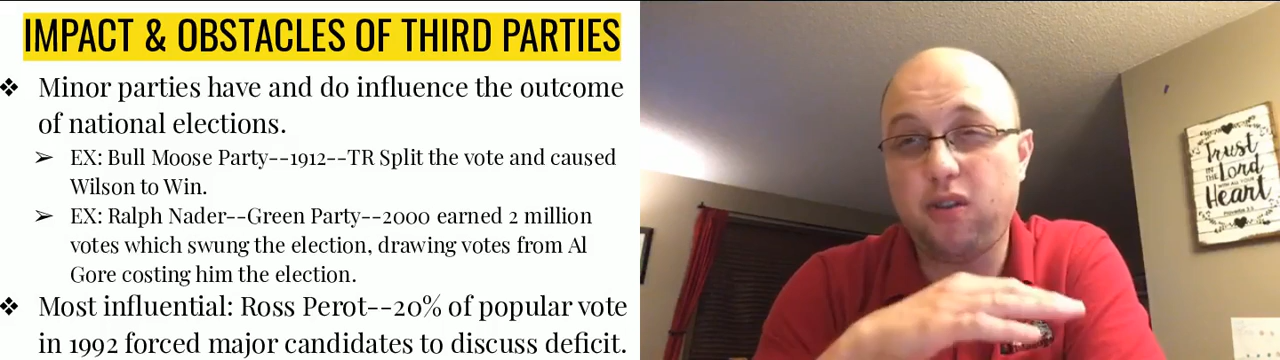 IMPACT & OBSTACLES OF THIRD PARTIES
❖ Minor parties have and do influence the outcome
of national elections.
➢ EX: Bull Moose Party--1912--TR Split the vote and caused
Wilson to Win.
➢ EX: Ralph Nader--Green Party--2000 earned 2 million
votes which swung the election, drawing votes from Al
Gore costing him the election.
❖ Most influential: Ross Perot--20% of popular vote
in 1992 forced major candidates to discuss deficit.
Trust
IN THE Lord
WITH ALL YOUR
Heart
PROVERBS 3:5